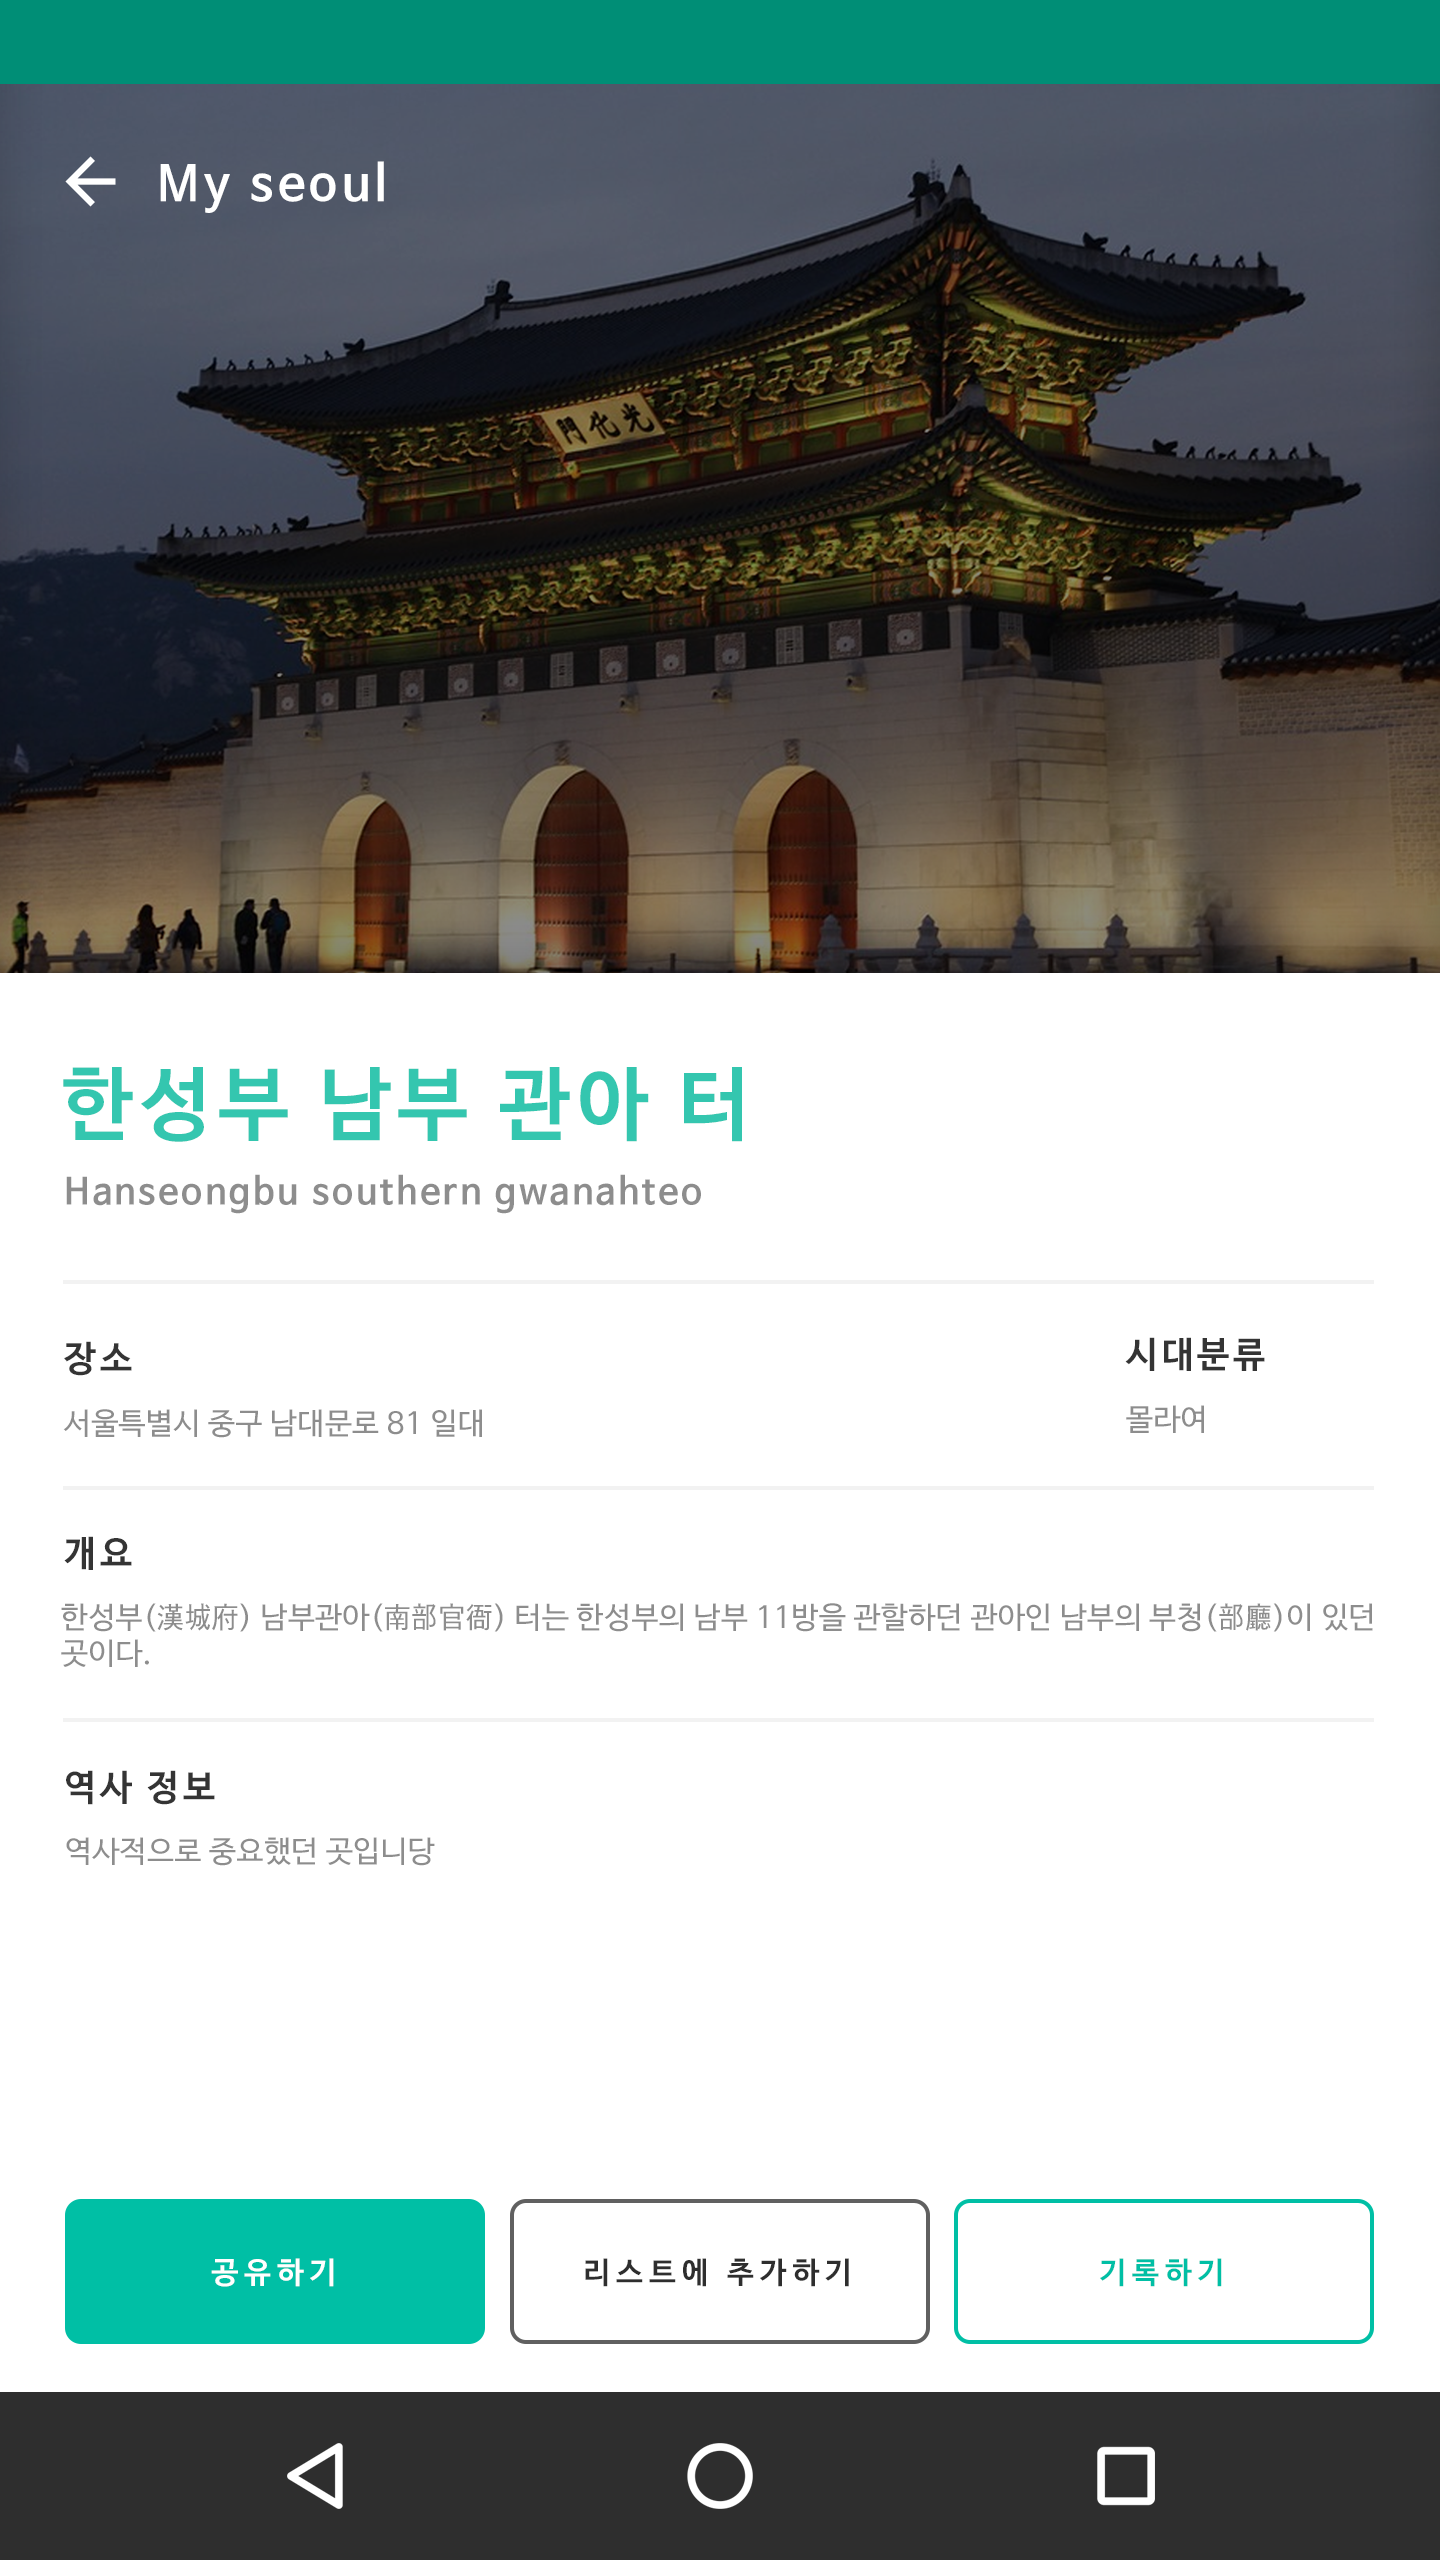 My seoul
門化光
한성부 남부 관아 터
Hanseongbu southern gwanahteo
장소
서울특별시 중구 남대문로 81 일대
시대분류
몰라여
개요
한성부(漢城府) 남부관아(南部官衙) 터는 한성부의 남부 11방을 관할하던 관아인 남부의 부청(部廳)이 있던
곳이다.
역사 정보
역사적으로 중요했던 곳입니당
공유하기
리스트에 추가하기
기록하기